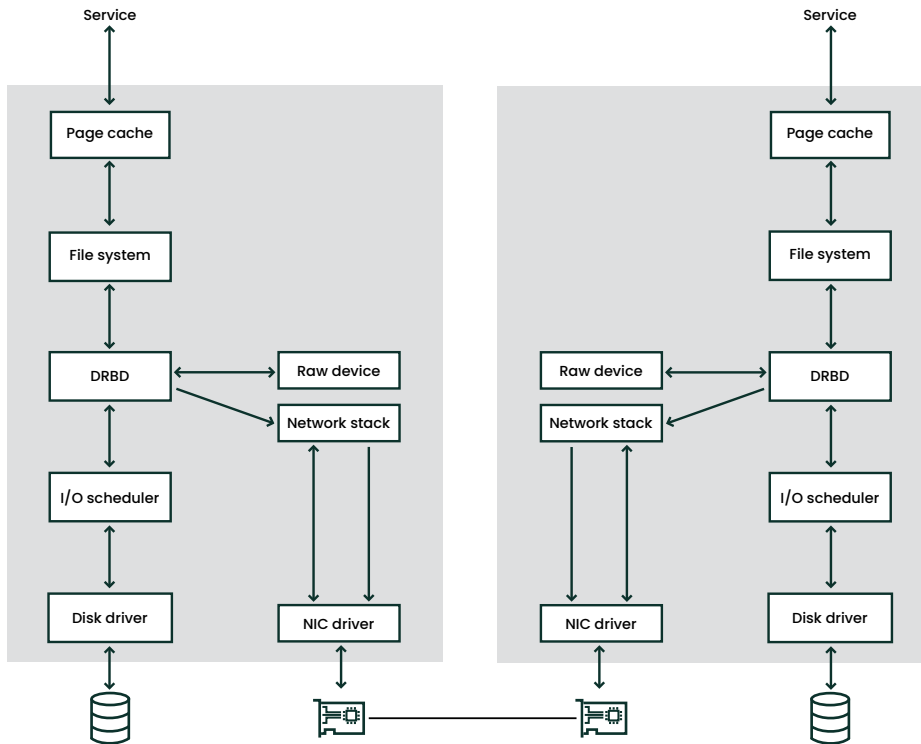 Service
Page cache
File system
DRBD
Raw device
Network stack
I/O scheduler
Disk driver
NIC driver
Service
Page cache
File system
Raw device
DRBD
Network stack
I/O scheduler
NIC driver
Disk driver